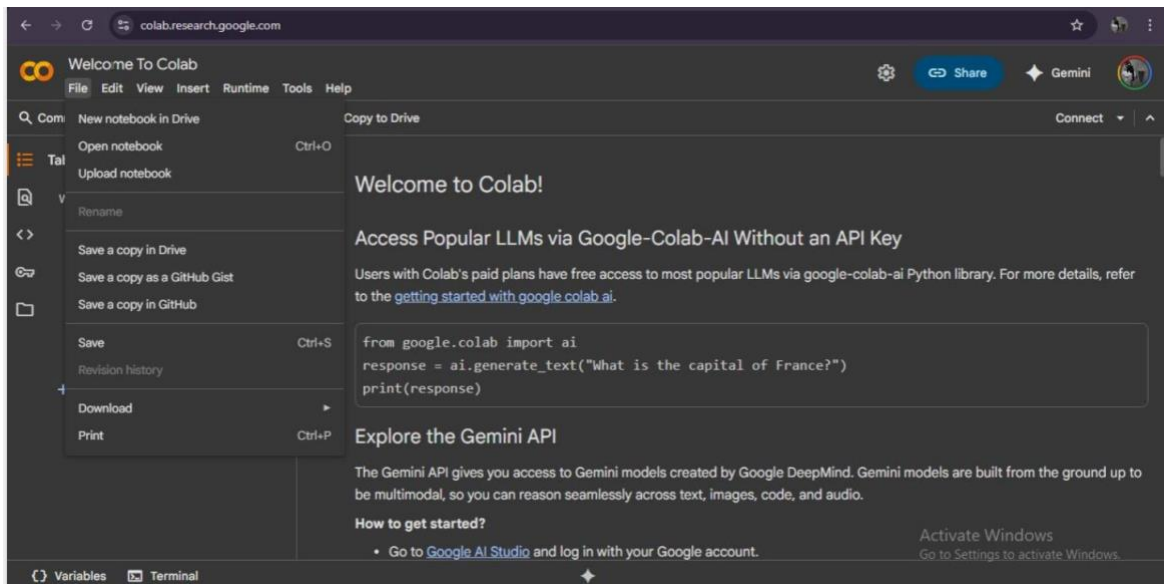 colab.research.google.com
CO
Welcome To Colab
File Edit View Insert Runtime Tools Help
Share
Gemini
Copy to Drive
Connect
New notebook in Drive
Open notebook Ctrl+O
Upload notebook
Rename
Save a copy in Drive
Save a copy as a GitHub Gist
Save a copy in GitHub
Save Ctrl+S
Revision history
Download
Print Ctrl+P
Welcome to Colab!
Access Popular LLMs via Google-Colab-AI Without an API Key
Users with Colab's paid plans have free access to most popular LLMs via google-colab-ai Python library. For more details, refer
to the getting started with google colab ai.
from google.colab import ai
response = ai.generate_text("What is the capital of France?")
print(response)
Explore the Gemini API
The Gemini API gives you access to Gemini models created by Google DeepMind. Gemini models are built from the ground up to
be multimodal, so you can reason seamlessly across text, images, code, and audio.
How to get started?
• Go to Google AI Studio and log in with your Google account.
Activate Windows
Go to Settings to activate Windows.
{} Variables
Terminal